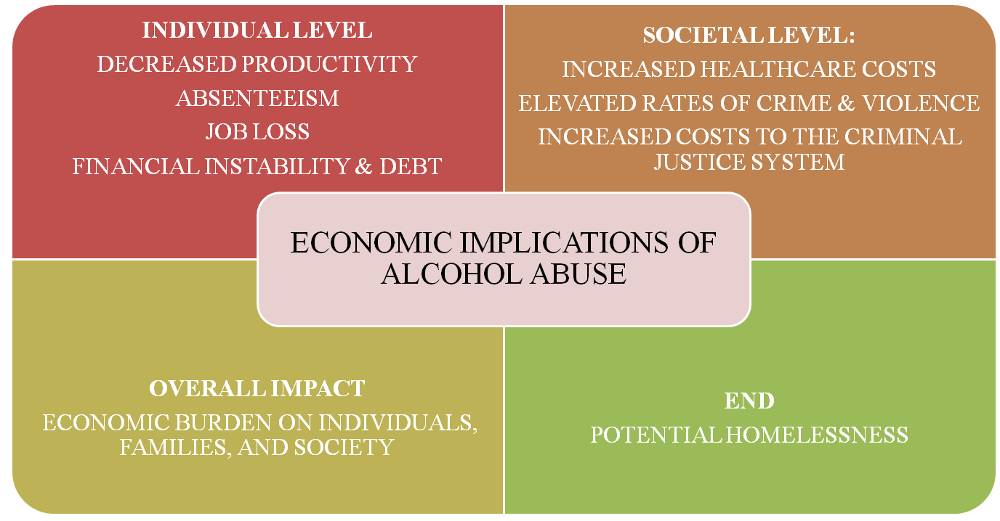 INDIVIDUAL LEVEL
DECREASED PRODUCTIVITY
ABSENTEEISM
JOB LOSS
FINANCIAL INSTABILITY & DEBT
SOCIETAL LEVEL:
INCREASED HEALTHCARE COSTS
ELEVATED RATES OF CRIME & VIOLENCE
INCREASED COSTS TO THE CRIMINAL
JUSTICE SYSTEM
ECONOMIC IMPLICATIONS OF
ALCOHOL ABUSE
OVERALL IMPACT
ECONOMIC BURDEN ON INDIVIDUALS,
FAMILIES, AND SOCIETY
END
POTENTIAL HOMELESSNESS